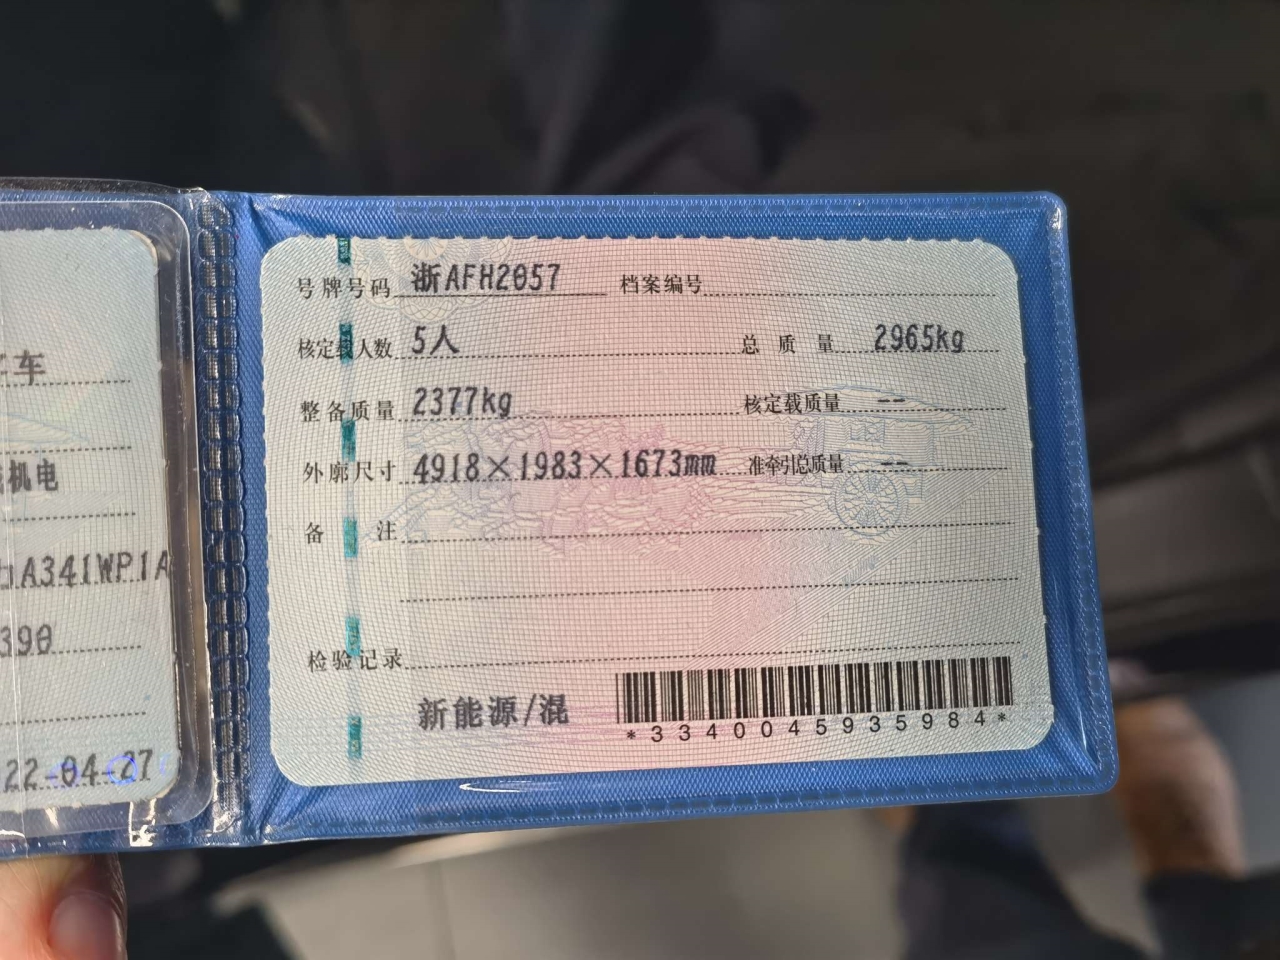 车
机电
A341WP1A
390
22-04-27
号牌号码 浙AFH2057 档案编号
核定载人数 5人 总质量 2965kg
整备质量 2377kg 核定载质量 --
外廓尺寸 4918×1983×1673mm 准牵引总质量 --
备注
检验记录
新能源/混
*3340045935984*